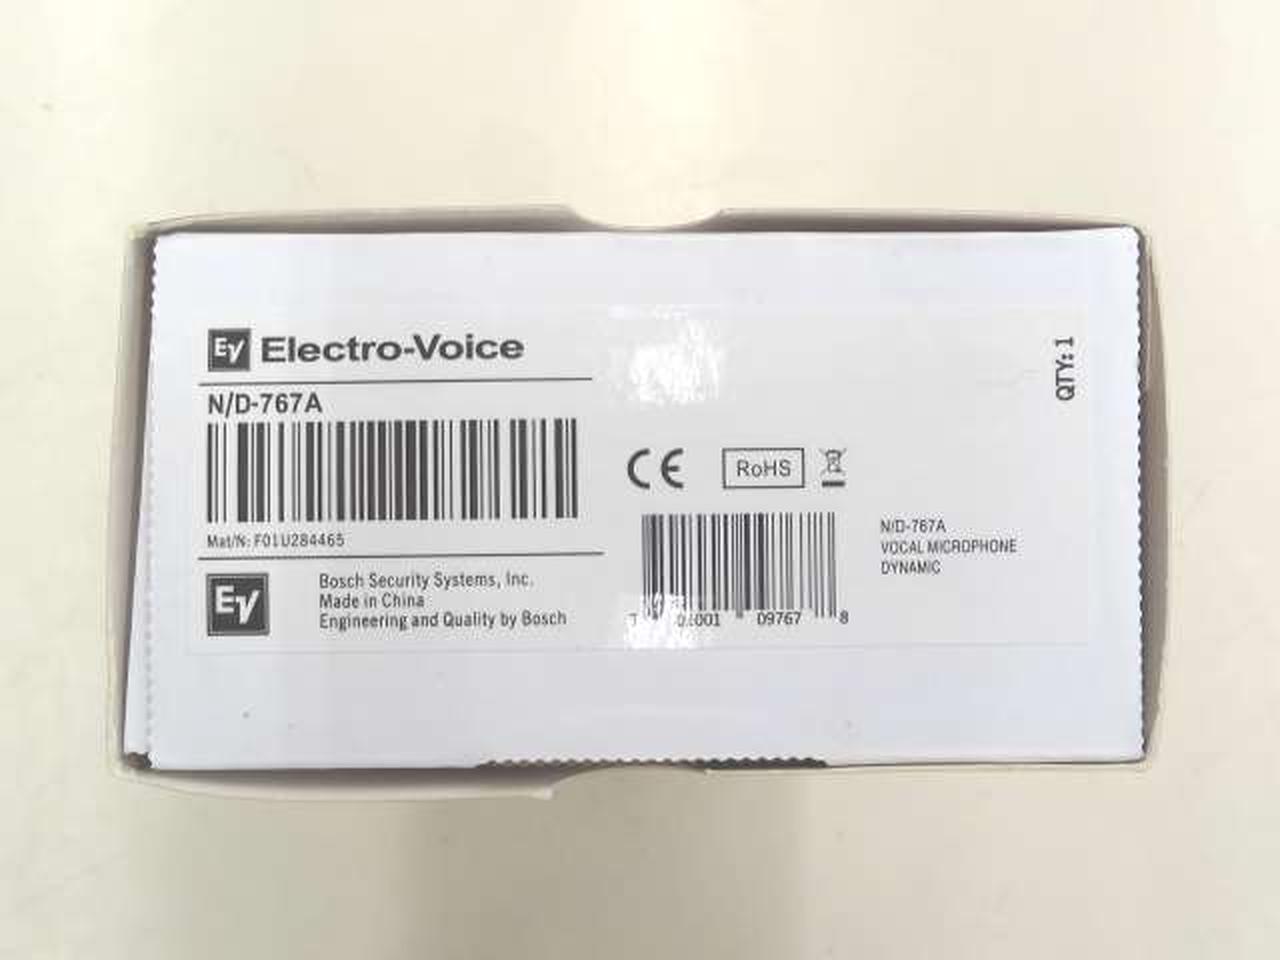 EV Electro-Voice
N/D-767A
Mat/N: F01U284465
EV
Bosch Security Systems, Inc.
Made in China
Engineering and Quality by Bosch
CE RoHS
09767 8
N/D-767A
VOCAL MICROPHONE
DYNAMIC
QTY: 1